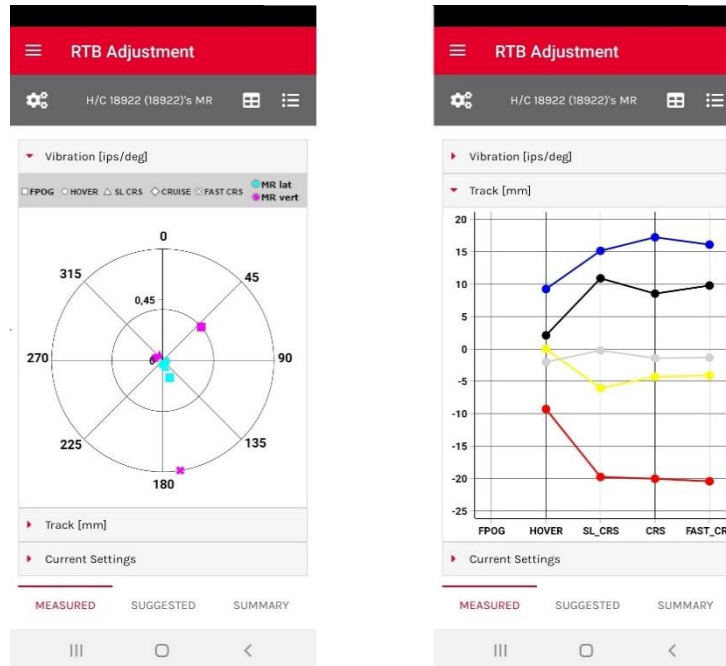 RTB Adjustment
H/C 18922 (18922)'s MR
Vibration [ips/deg]
FPOG HOVER SL CRS CRUISE FAST CRS MR lat
MR vert
0
315 45
0,45
270 0 90
225 135
180
Track [mm]
Current Settings
MEASURED SUGGESTED SUMMARY
RTB Adjustment
H/C 18922 (18922)'s MR
Vibration [ips/deg]
Track [mm]
20
15
10
5
0
-5
-10
-15
-20
-25
FPOG HOVER SL_CRS CRS FAST_CR
Current Settings
MEASURED SUGGESTED SUMMARY